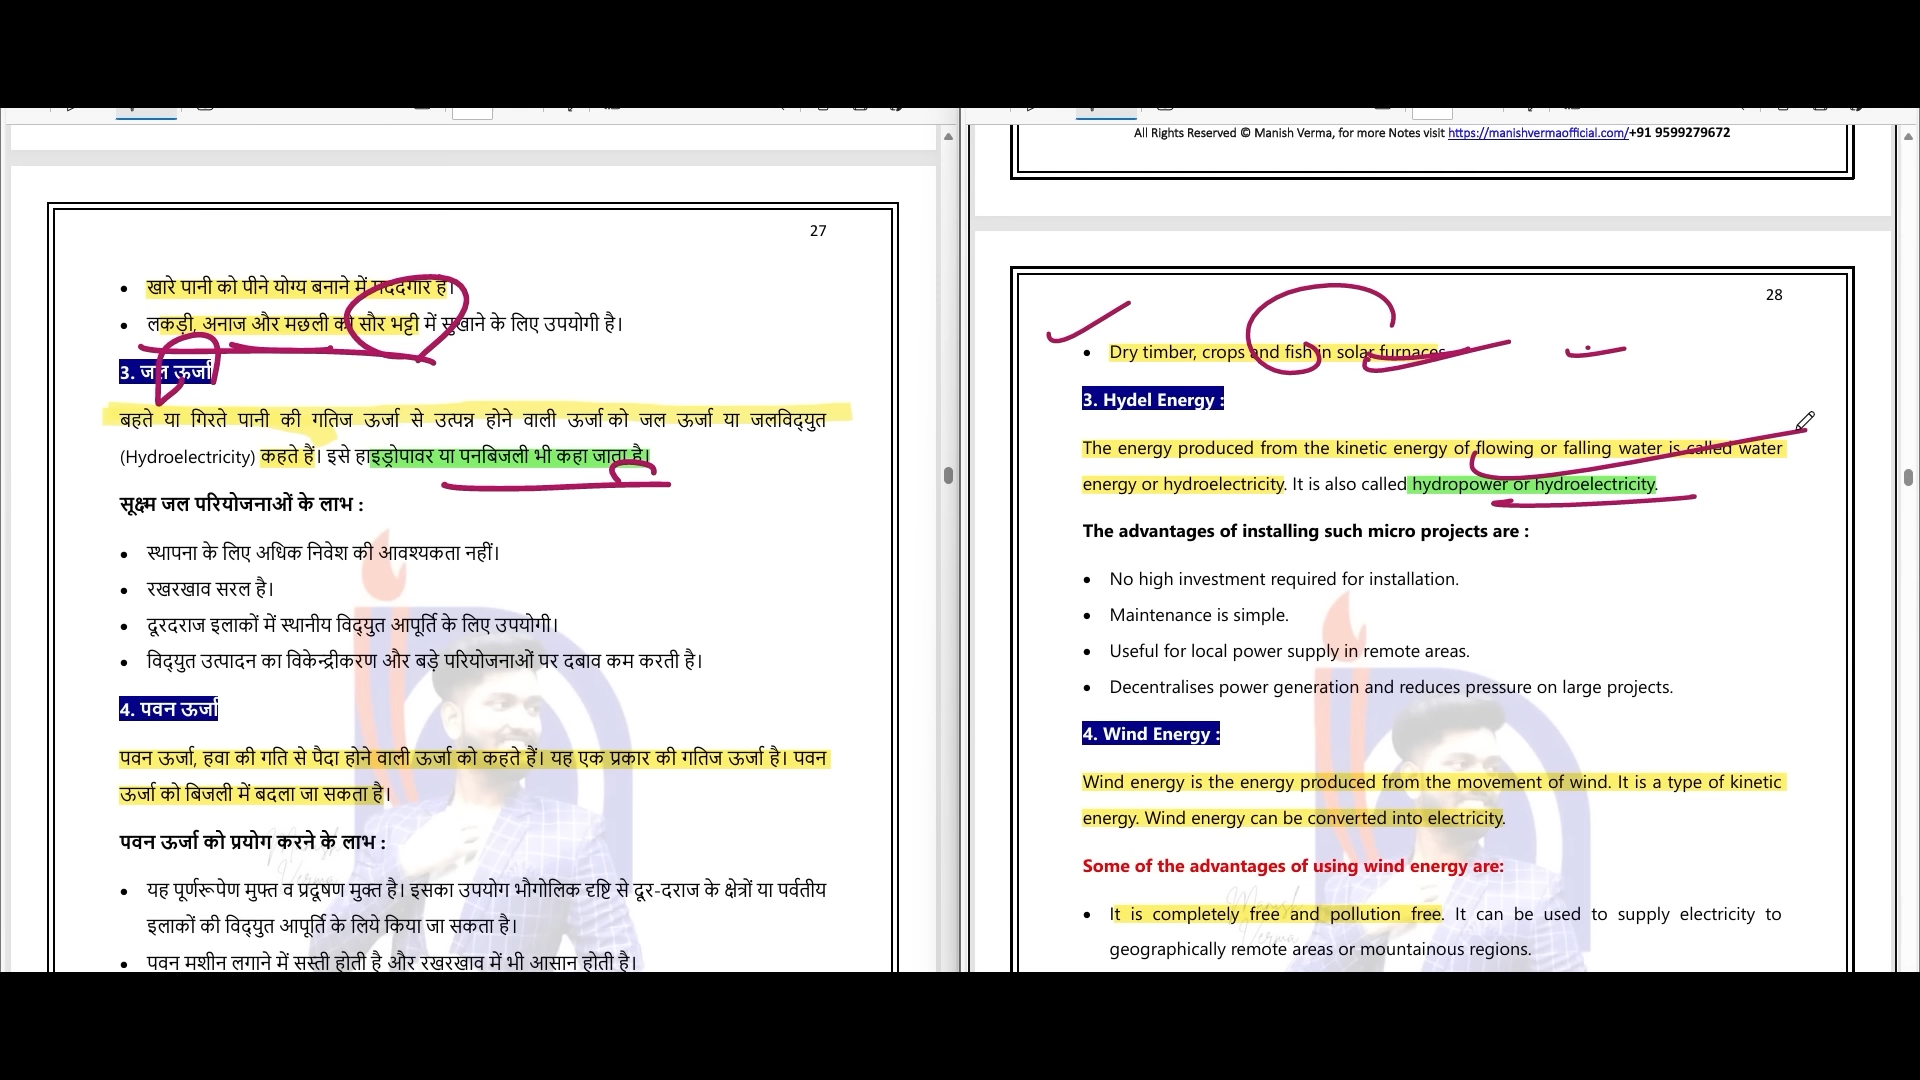 27
• खारे पानी को पीने योग्य बनाने में मददगार है।
• लकड़ी, अनाज और मछली को सौर भट्टी में सुखाने के लिए उपयोगी है।
3. जल ऊर्जा
बहते या गिरते पानी की गतिज ऊर्जा से उत्पन्न होने वाली ऊर्जा को जल ऊर्जा या जलविद्युत
(Hydroelectricity) कहते हैं। इसे हाइड्रोपावर या पनबिजली भी कहा जाता है।
सूक्ष्म जल परियोजनाओं के लाभ :
• स्थापना के लिए अधिक निवेश की आवश्यकता नहीं।
• रखरखाव सरल है।
• दूरदराज इलाकों में स्थानीय विद्युत आपूर्ति के लिए उपयोगी।
• विद्युत उत्पादन का विकेन्द्रीकरण और बड़े परियोजनाओं पर दबाव कम करती है।
4. पवन ऊर्जा
पवन ऊर्जा, हवा की गति से पैदा होने वाली ऊर्जा को कहते हैं। यह एक प्रकार की गतिज ऊर्जा है। पवन
ऊर्जा को बिजली में बदला जा सकता है।
पवन ऊर्जा को प्रयोग करने के लाभ :
• यह पूर्णरूपेण मुफ्त व प्रदूषण मुक्त है। इसका उपयोग भौगोलिक दृष्टि से दूर-दराज के क्षेत्रों या पर्वतीय
इलाकों की विद्युत आपूर्ति के लिये किया जा सकता है।
• पवन मशीन लगाने में सस्ती होती है और रखरखाव में भी आसान होती है।
All Rights Reserved © Manish Verma, for more Notes visit https://manishvermaofficial.com/+91 9599279672
28
• Dry timber, crops and fish in solar furnaces
3. Hydel Energy :
The energy produced from the kinetic energy of flowing or falling water is called water
energy or hydroelectricity. It is also called hydropower or hydroelectricity.
The advantages of installing such micro projects are :
• No high investment required for installation.
• Maintenance is simple.
• Useful for local power supply in remote areas.
• Decentralises power generation and reduces pressure on large projects.
4. Wind Energy :
Wind energy is the energy produced from the movement of wind. It is a type of kinetic
energy. Wind energy can be converted into electricity.
Some of the advantages of using wind energy are:
• It is completely free and pollution free. It can be used to supply electricity to
geographically remote areas or mountainous regions.